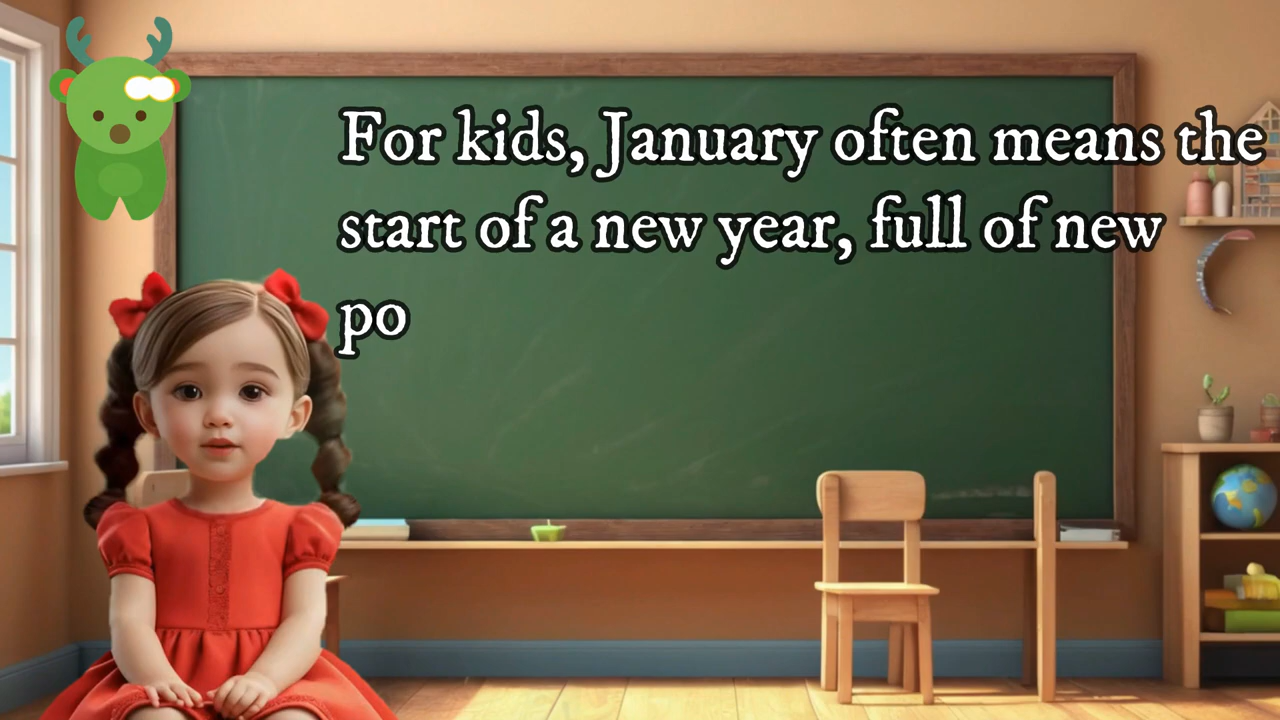 For kids, January often means the
start of a new year, full of new
po